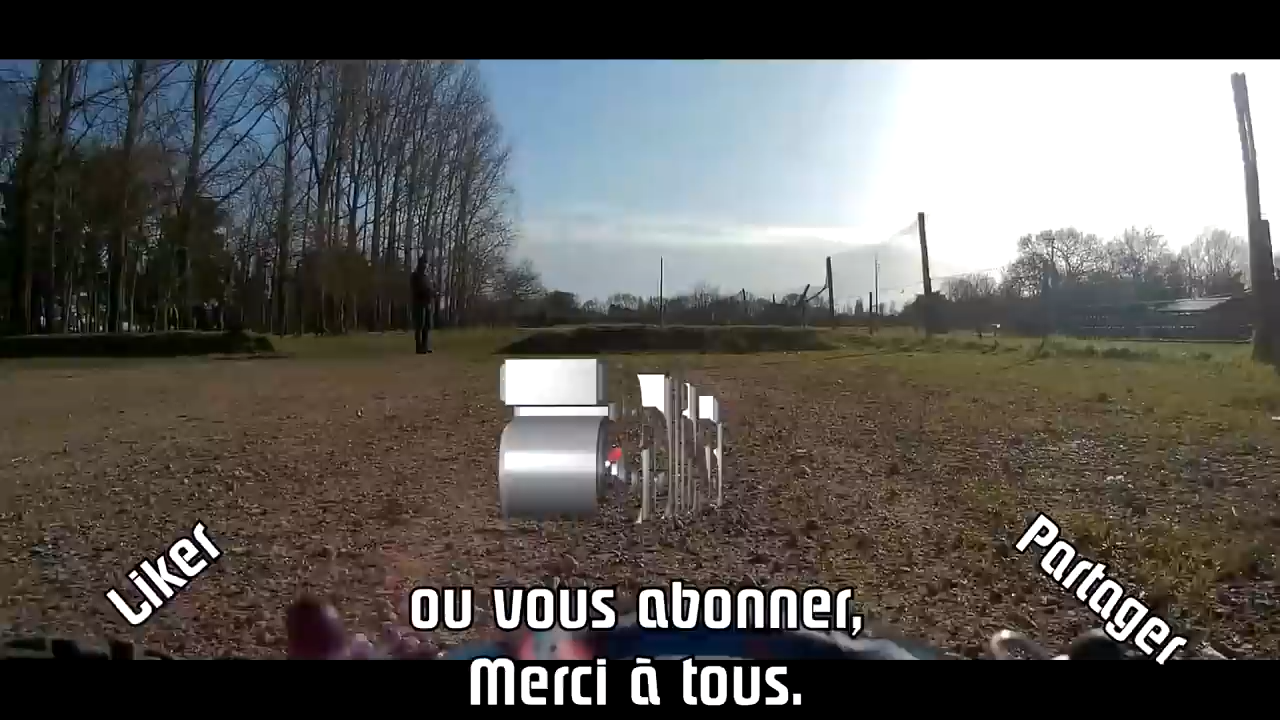 Liker
Partager
ou vous abonner,
Merci à tous.